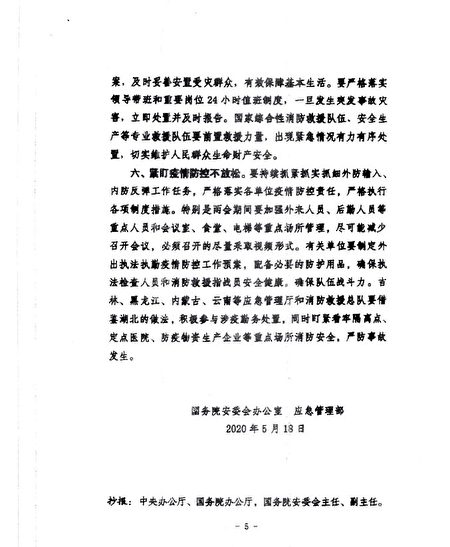 案，及时妥善安置受灾群众，有效保障基本生活。要严格落实
领导带班和重要岗位24小时值班制度，一旦发生突发事故灾
害，立即处置并及时报告。国家综合性消防救援队伍、安全生
产等专业救援队伍要前置救援力量，出现紧急情况有力有序处
置，切实维护人民群众生命财产安全。
六、紧盯疫情防控不放松。要持续抓紧抓实抓细外防输入、
内防反弹工作任务，严格落实各单位疫情防控责任，严格执行
各项制度措施。特别是两会期间要加强外来人员、后勤人员等
重点人员和会议室、食堂、电梯等重点场所管理，尽可能减少
召开会议，必须召开的尽量采取视频形式。有关单位要制定外
出执法执勤疫情防控工作预案，配备必要的防护用品，确保执
法检查人员和消防救援指战员安全健康，确保队伍战斗力。吉
林、黑龙江、内蒙古、云南等应急管理厅和消防救援总队要借
鉴湖北的做法，积极参与涉疫勤务处置，同时盯紧看牢隔离点、
定点医院、防疫物资生产企业等重点场所消防安全，严防事故
发生。
国务院安委会办公室 应急管理部
2020年5月18日
抄报：中央办公厅、国务院办公厅，国务院安委会主任、副主任。
- 5 -